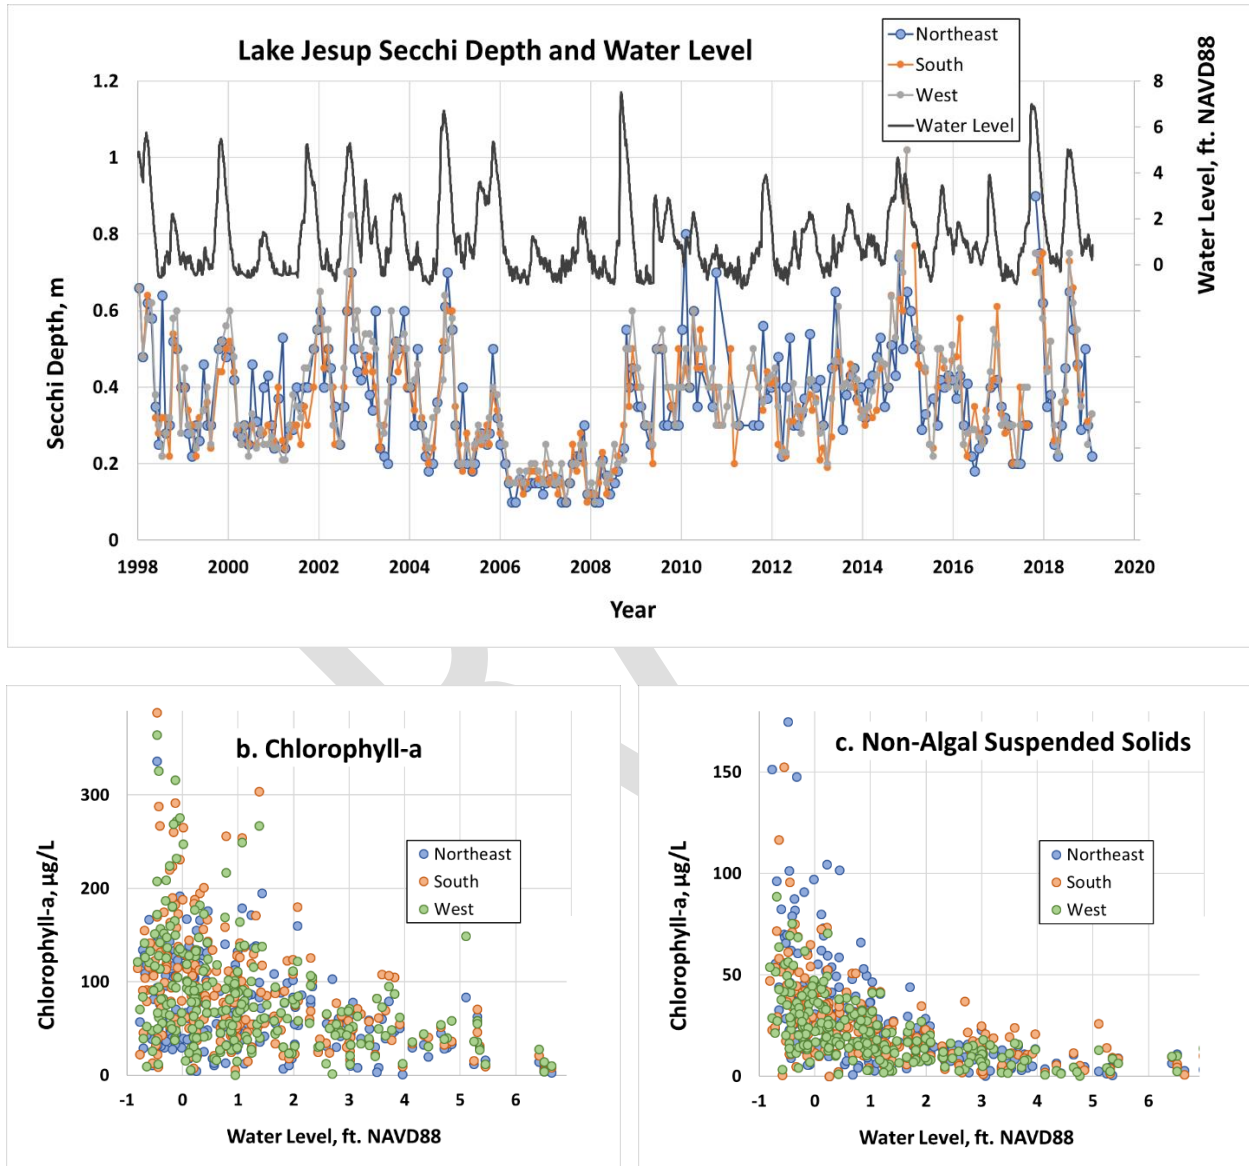 Lake Jesup Secchi Depth and Water Level
Northeast
South
West
Water Level
1.2
1
0.8
0.6
0.4
0.2
0
Secchi Depth, m
8
6
4
2
0
Water Level, ft. NAVD88
1998 2000 2002 2004 2006 2008 2010 2012 2014 2016 2018 2020
Year
b. Chlorophyll-a
300
200
100
0
Chlorophyll-a, µg/L
Northeast
South
West
-1 0 1 2 3 4 5 6
Water Level, ft. NAVD88
c. Non-Algal Suspended Solids
150
100
50
0
Chlorophyll-a, µg/L
Northeast
South
West
-1 0 1 2 3 4 5 6
Water Level, ft. NAVD88